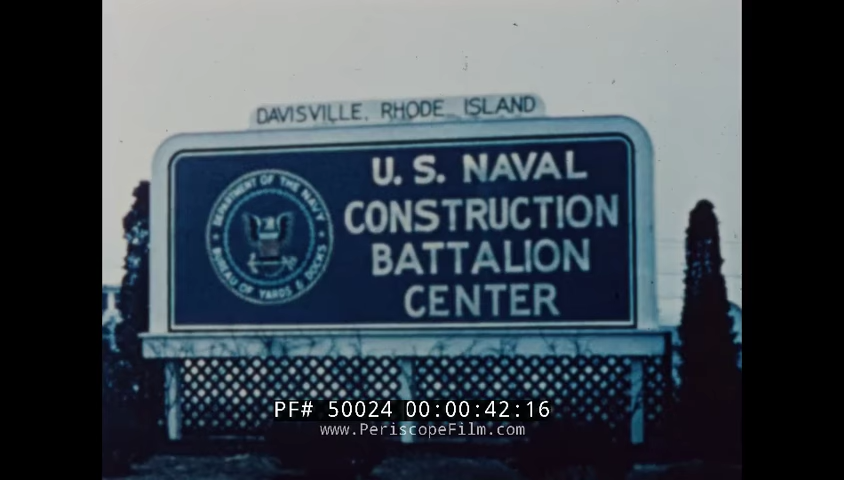 DAVISVILLE, RHODE ISLAND
U. S. NAVAL
CONSTRUCTION
BATTALION
CENTER
DEPARTMENT OF THE NAVY
BUREAU OF YARDS & DOCKS
PF# 50024 00:00:42:16
www.PeriscopeFilm.com